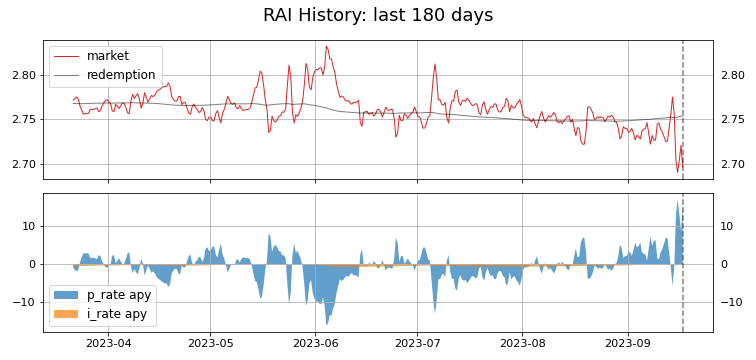 RAI History: last 180 days
market
redemption
2.80
2.75
2.70
2.80
2.75
2.70
10
0
−10
10
0
−10
p_rate apy
i_rate apy
2023-04 2023-05 2023-06 2023-07 2023-08 2023-09